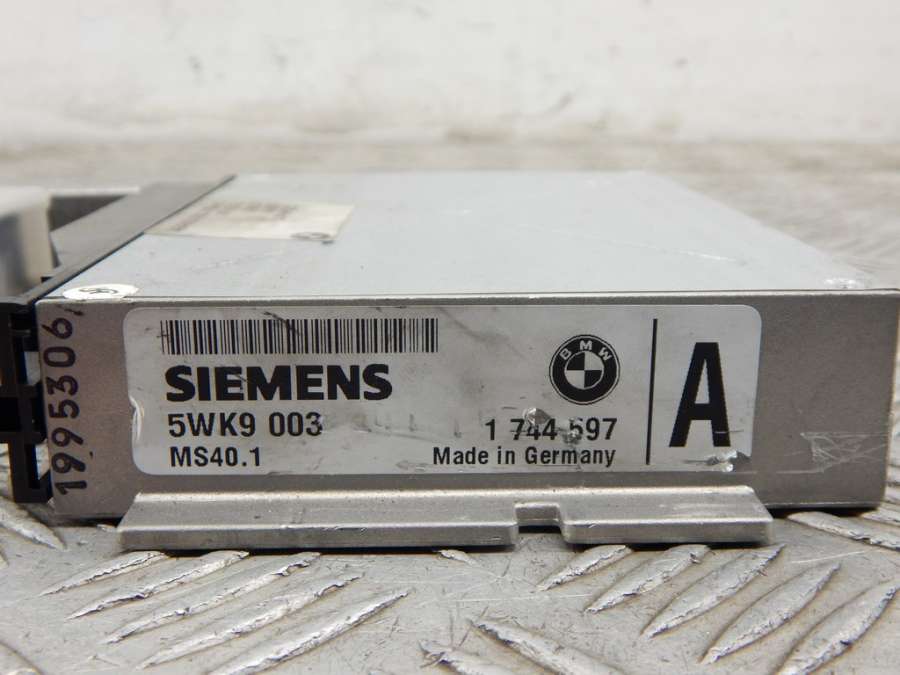 SIEMENS
5WK9 003
MS40.1
BMW
1 744 597
Made in Germany
A
1995306